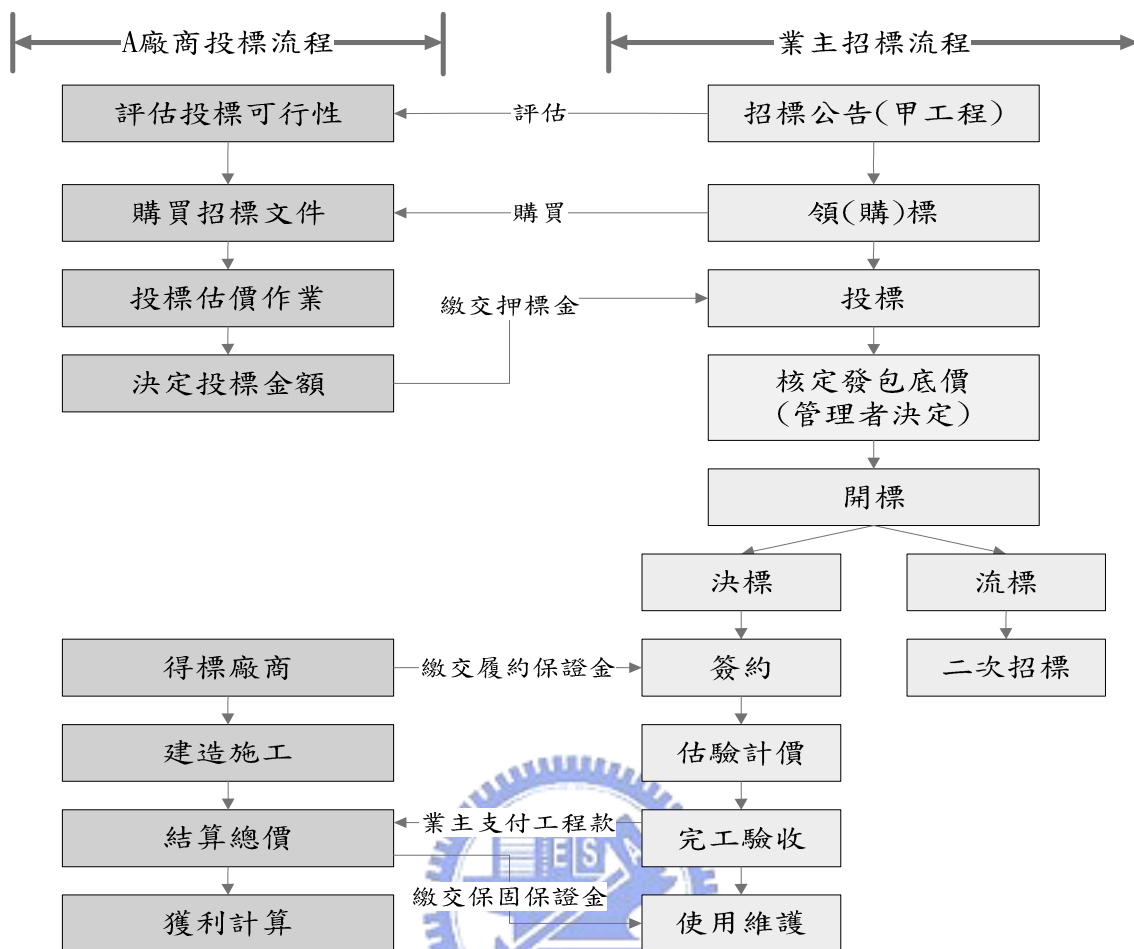 A廠商投標流程
業主招標流程
評估投標可行性
評估
招標公告(甲工程)
購買招標文件
購買
領(購)標
投標估價作業
繳交押標金
投標
決定投標金額
核定發包底價
(管理者決定)
開標
決標
流標
得標廠商
繳交履約保證金
簽約
二次招標
建造施工
估驗計價
結算總價
業主支付工程款
完工驗收
獲利計算
繳交保固保證金
使用維護
ES